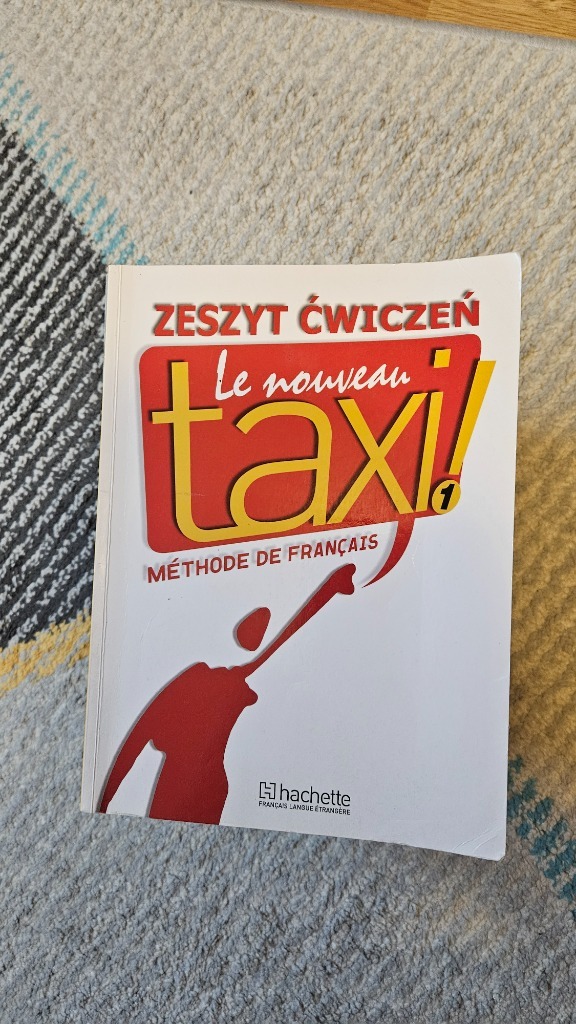 ZESZYT ĆWICZEŃ
Le nouveau
taxi!
1
MÉTHODE DE FRANÇAIS
hachette
FRANÇAIS LANGUE ÉTRANGÈRE